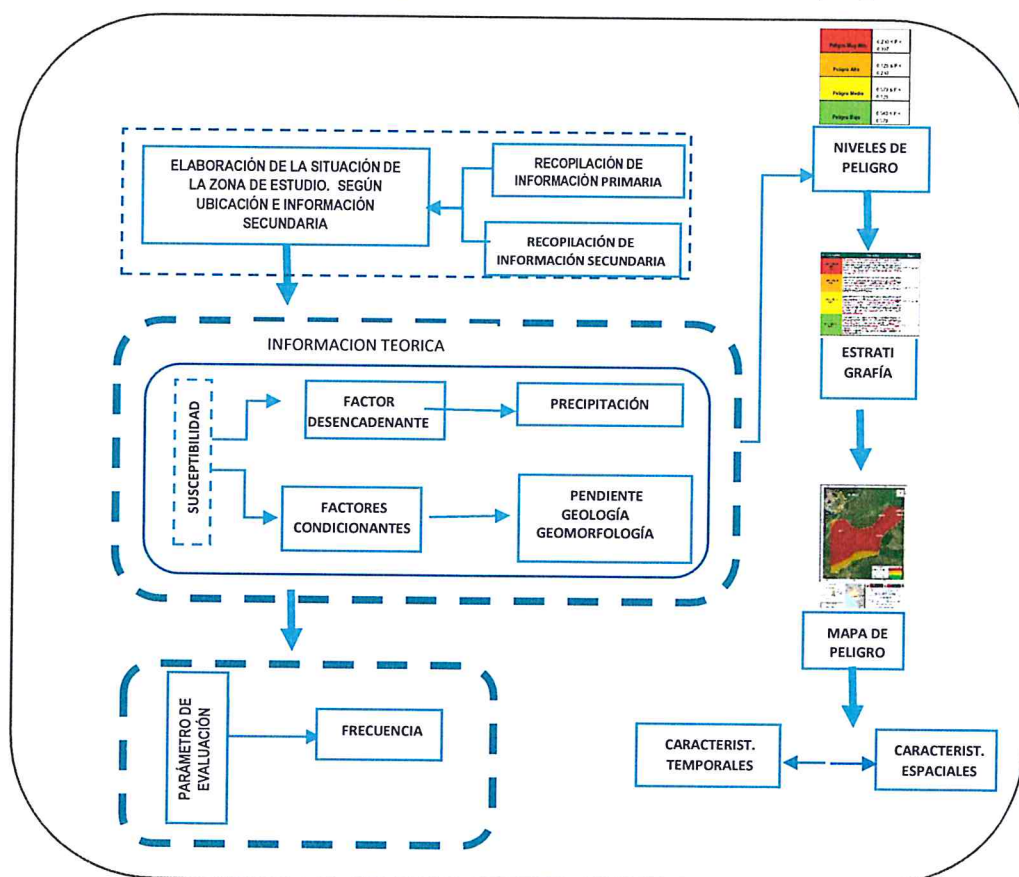 ELABORACIÓN DE LA SITUACIÓN DE
LA ZONA DE ESTUDIO. SEGÚN
UBICACIÓN E INFORMACIÓN
SECUNDARIA
RECOPILACIÓN DE
INFORMACIÓN PRIMARIA
RECOPILACIÓN DE
INFORMACIÓN SECUNDARIA
INFORMACION TEORICA
SUSCEPTIBILIDAD
FACTOR
DESENCADENANTE
PRECIPITACIÓN
FACTORES
CONDICIONANTES
PENDIENTE
GEOLOGÍA
GEOMORFOLOGÍA
PARÁMETRO DE
EVALUACIÓN
FRECUENCIA
Peligro Muy Alto
Peligro Alto
Peligro Medio
Peligro Bajo
NIVELES DE
PELIGRO
ESTRATI
GRAFÍA
MAPA DE
PELIGRO
CARACTERIST.
TEMPORALES
CARACTERIST.
ESPACIALES